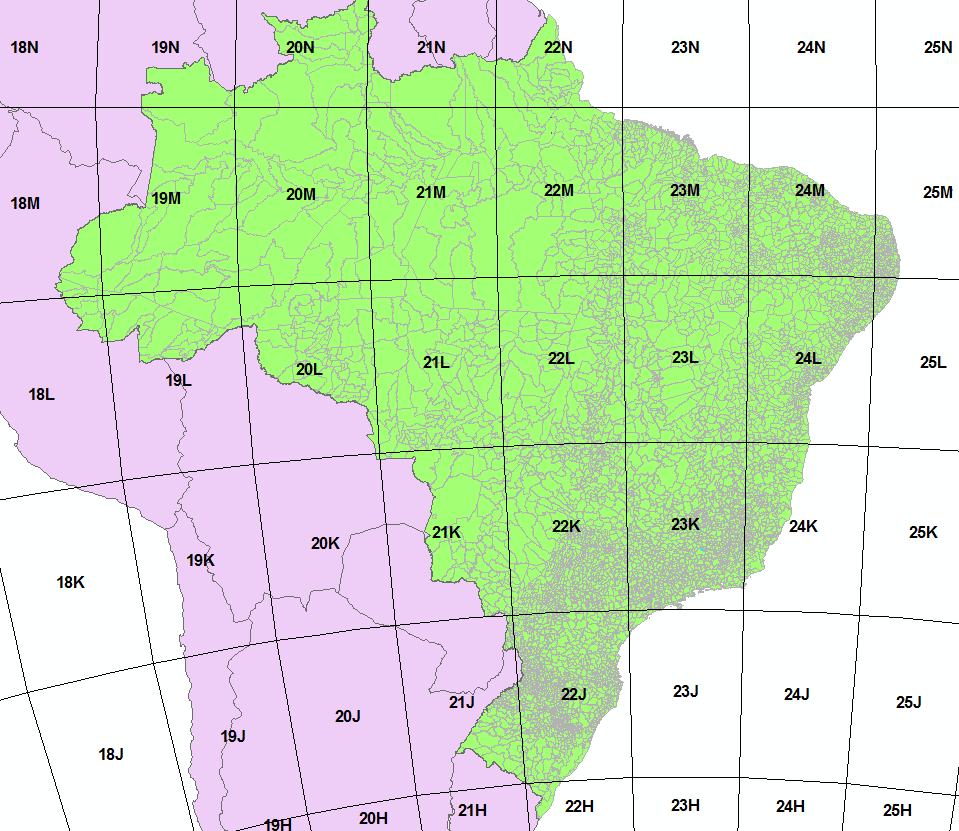 18N 19N 20N 21N 22N 23N 24N 25N
18M 19M 20M 21M 22M 23M 24M 25M
18L 19L 20L 21L 22L 23L 24L 25L
18K 19K 20K 21K 22K 23K 24K 25K
18J 19J 20J 21J 22J 23J 24J 25J
19H 20H 21H 22H 23H 24H 25H